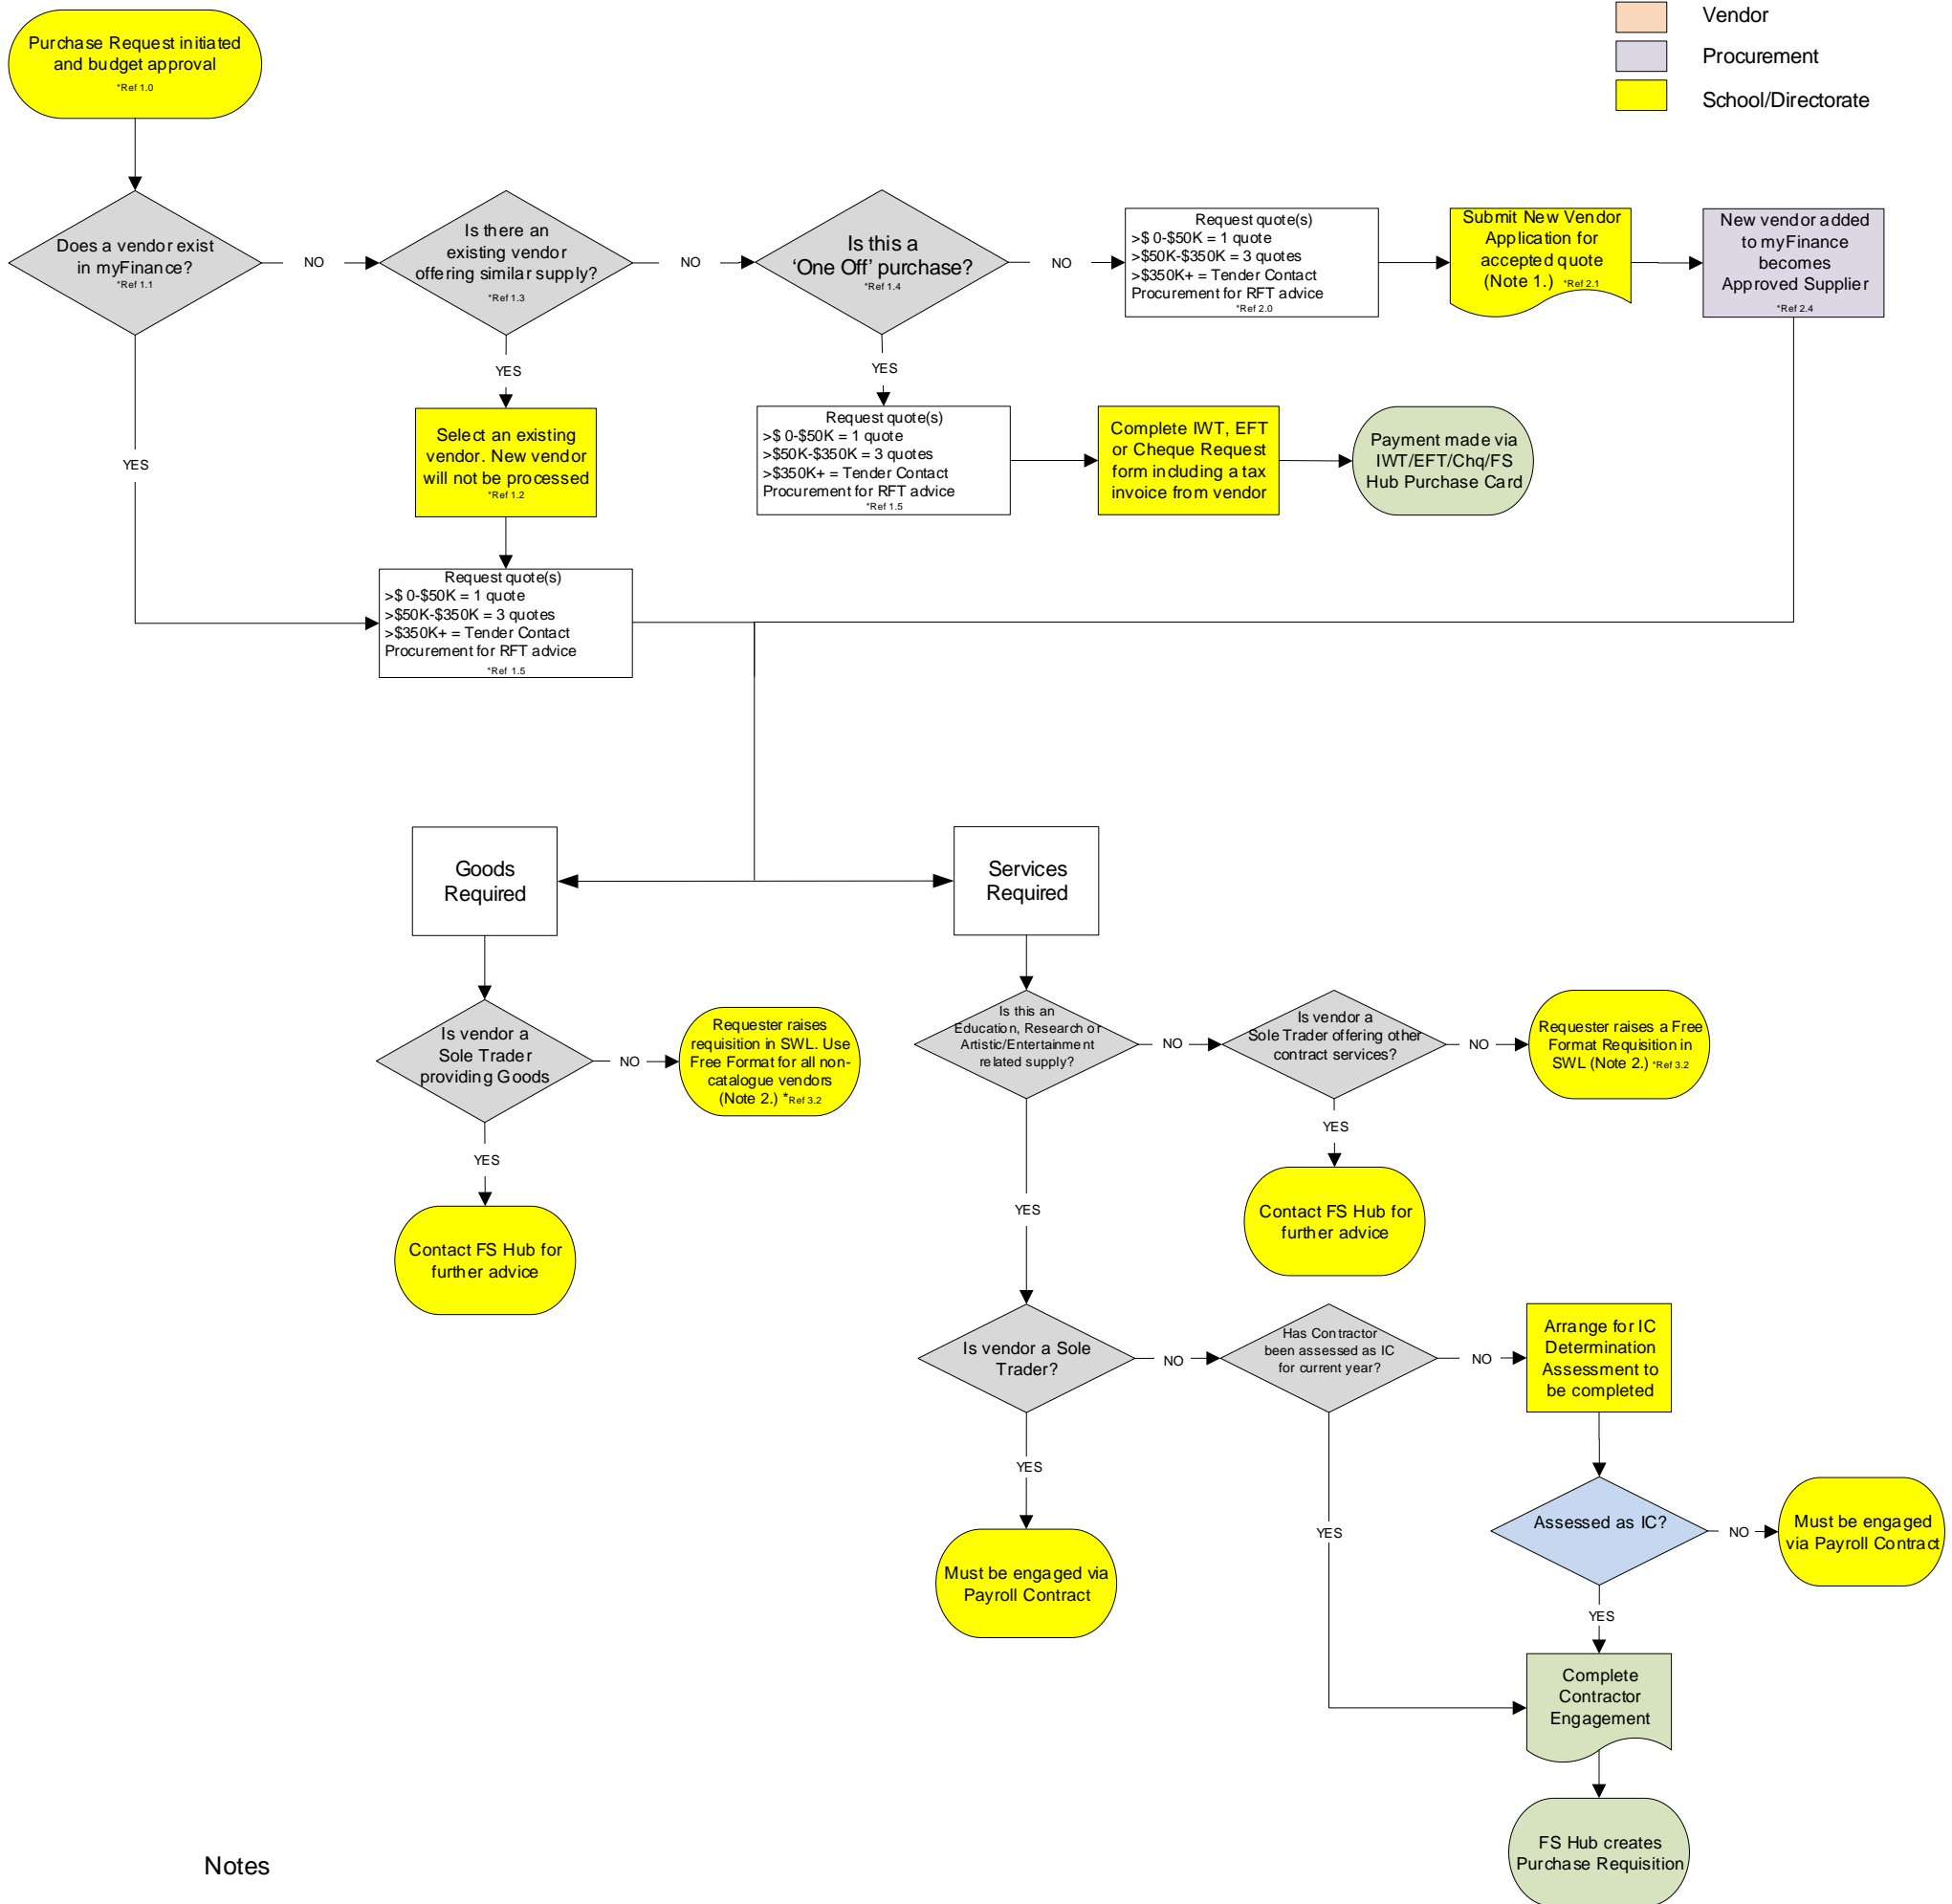 Vendor
Procurement
School/Directorate
Purchase Request initiated
and budget approval
*Ref 1.0
Does a vendor exist
in myFinance?
*Ref 1.1
NO
Is there an
existing vendor
offering similar supply?
*Ref 1.3
NO
Is this a
‘One Off’ purchase?
*Ref 1.4
NO
Request quote(s)
>$ 0-$50K = 1 quote
>$50K-$350K = 3 quotes
>$350K+ = Tender Contact
Procurement for RFT advice
*Ref 2.0
Submit New Vendor
Application for
accepted quote
(Note 1.) *Ref 2.1
New vendor added
to myFinance
becomes
Approved Supplier
*Ref 2.4
YES
YES
YES
Select an existing
vendor. New vendor
will not be processed
*Ref 1.2
Request quote(s)
>$ 0-$50K = 1 quote
>$50K-$350K = 3 quotes
>$350K+ = Tender Contact
Procurement for RFT advice
*Ref 1.5
Complete IWT, EFT
or Cheque Request
form including a tax
invoice from vendor
Payment made via
IWT/EFT/Chq/FS
Hub Purchase Card
Request quote(s)
>$ 0-$50K = 1 quote
>$50K-$350K = 3 quotes
>$350K+ = Tender Contact
Procurement for RFT advice
*Ref 1.5
Goods
Required
Services
Required
Is vendor a
Sole Trader
providing Goods
NO
Requester raises
requisition in SWL. Use
Free Format for all non-
catalogue vendors
(Note 2.) *Ref 3.2
YES
Contact FS Hub for
further advice
Is this an
Education, Research or
Artistic/Entertainment
related supply?
NO
Is vendor a
Sole Trader offering other
contract services?
NO
Requester raises a Free
Format Requisition in
SWL (Note 2.) *Ref 3.2
YES
Contact FS Hub for
further advice
YES
Is vendor a Sole
Trader?
NO
Has Contractor
been assessed as IC
for current year?
NO
Arrange for IC
Determination
Assessment to
be completed
YES
Must be engaged via
Payroll Contract
YES
Assessed as IC?
NO
Must be engaged
via Payroll Contract
YES
Complete
Contractor
Engagement
FS Hub creates
Purchase Requisition
Notes